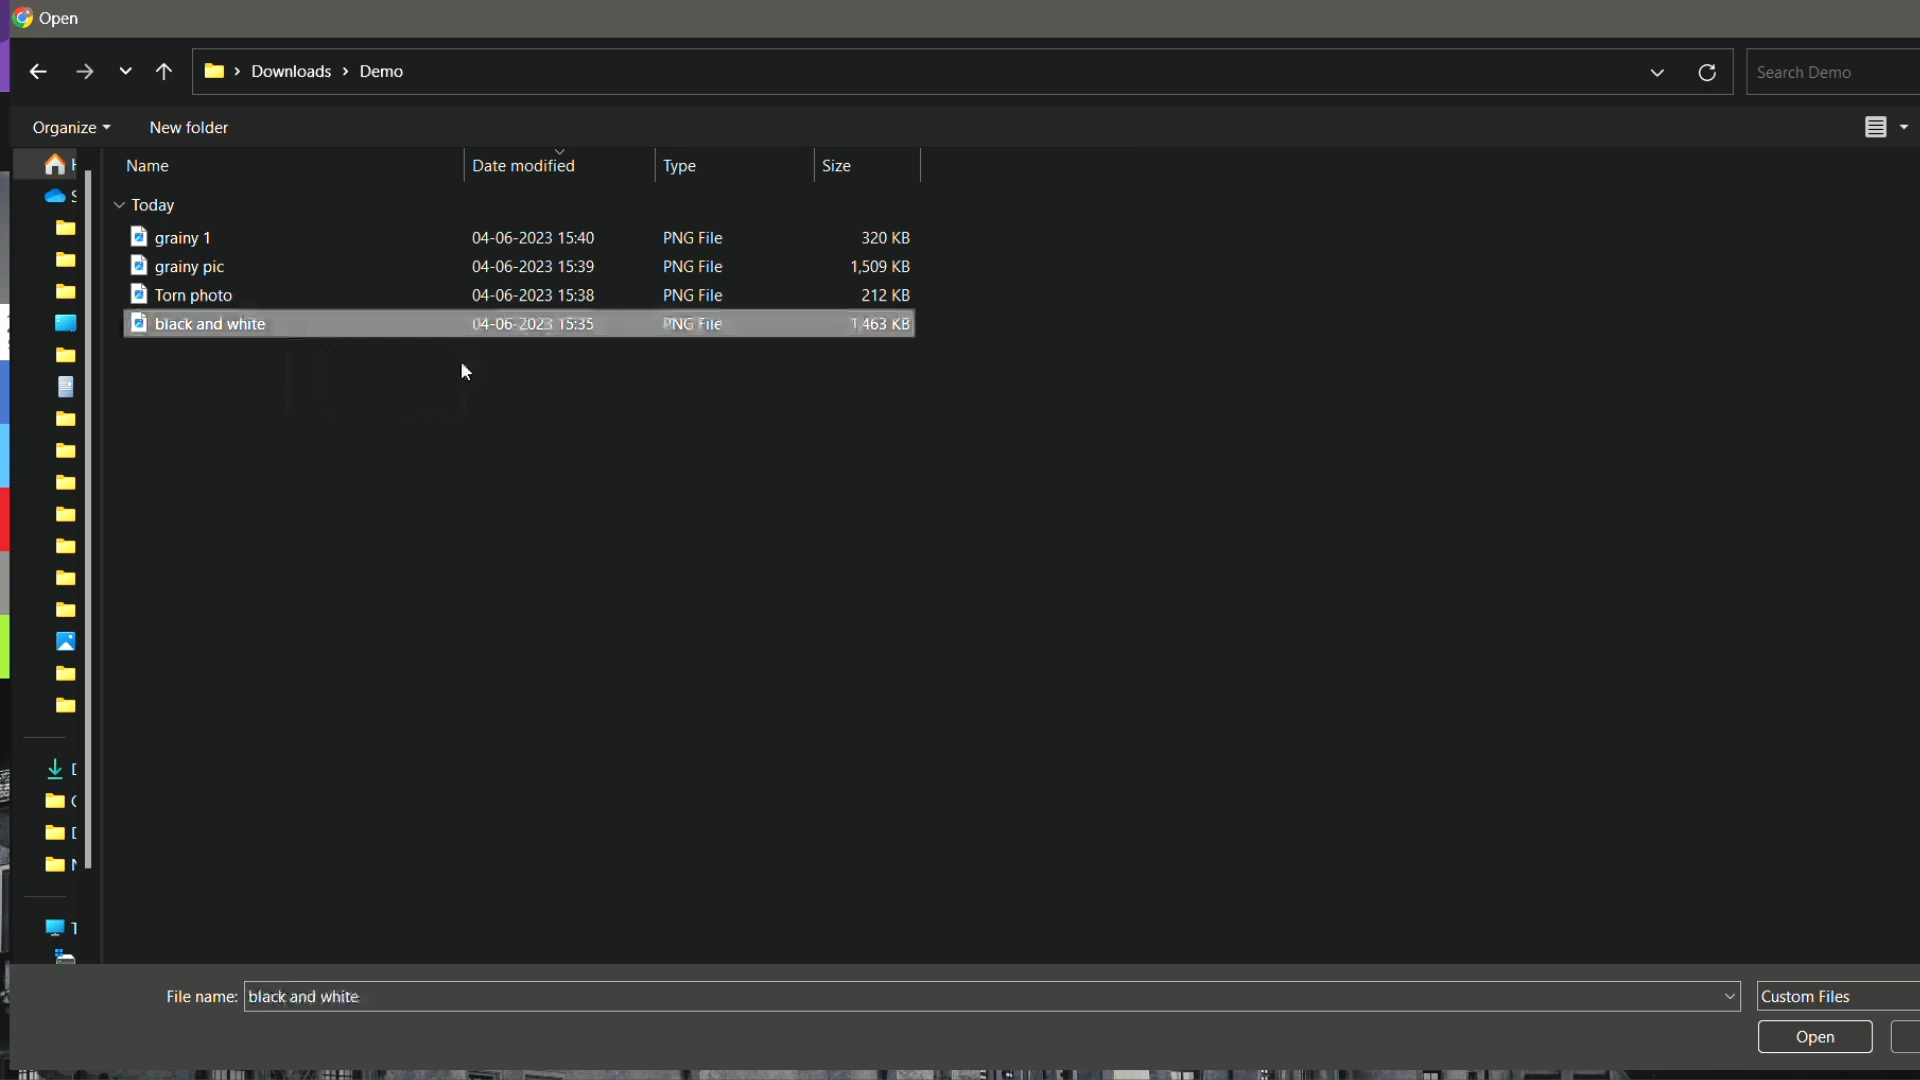 Open
Downloads > Demo
Search Demo
Organize
New folder
Name Date modified Type Size
Today
grainy 1 04-06-2023 15:40 PNG File 320 KB
grainy pic 04-06-2023 15:39 PNG File 1,509 KB
Torn photo 04-06-2023 15:38 PNG File 212 KB
black and white 04-06-2023 15:35 PNG File 1,463 KB
File name: black and white
Custom Files
Open